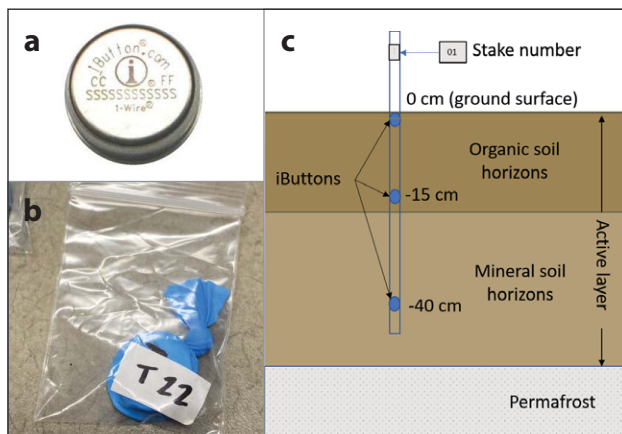 a
iButton.com®
CC i ® FF
SSSSSSSSSSSS
1-Wire®
b
T 22
c
01
Stake number
0 cm (ground surface)
Organic soil
horizons
iButtons
-15 cm
Mineral soil
horizons
-40 cm
Active layer
Permafrost